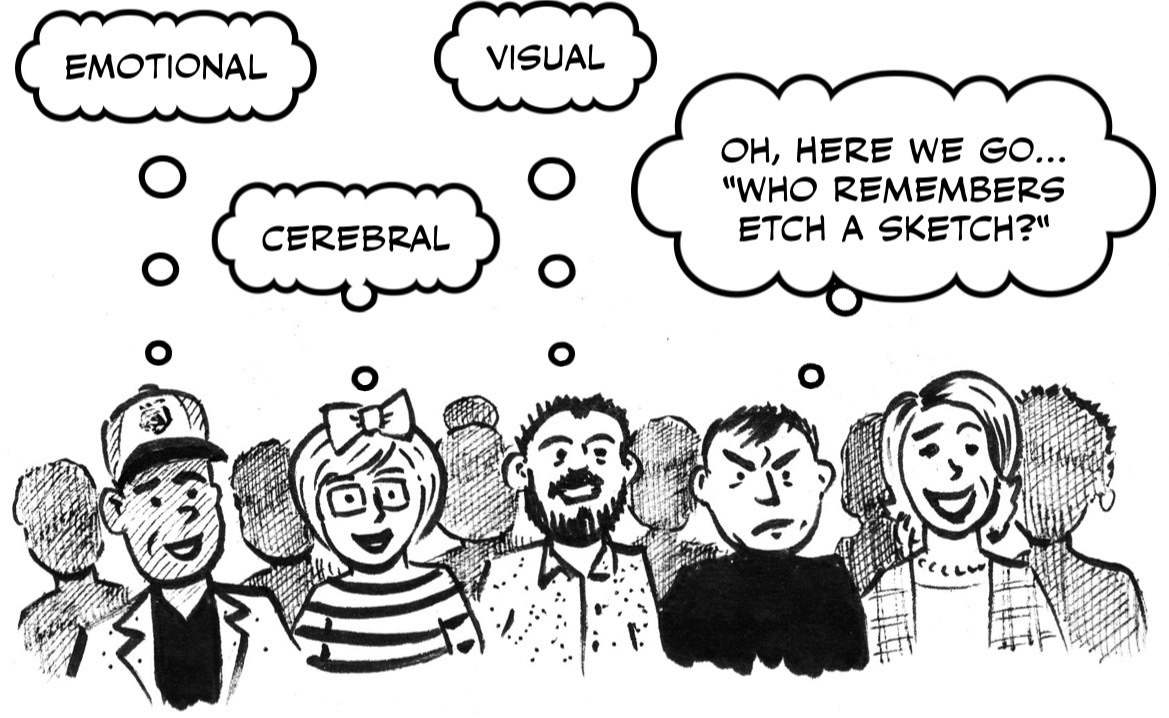 EMOTIONAL
VISUAL
CEREBRAL
OH, HERE WE GO...
"WHO REMEMBERS
ETCH A SKETCH?"